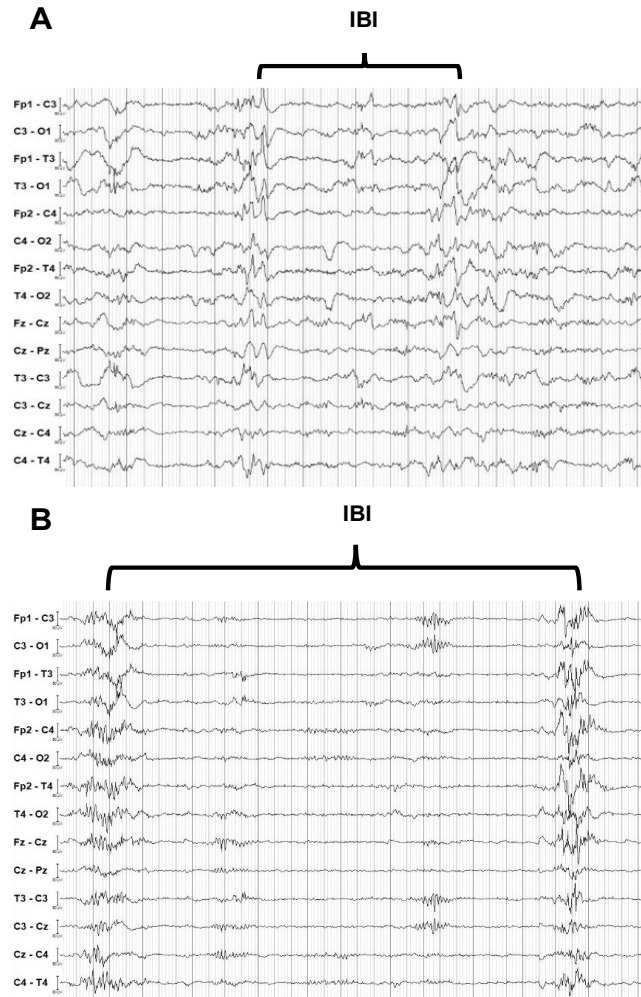 A
IBI
Fp1 - C3
C3 - O1
Fp1 - T3
T3 - O1
Fp2 - C4
C4 - O2
Fp2 - T4
T4 - O2
Fz - Cz
Cz - Pz
T3 - C3
C3 - Cz
Cz - C4
C4 - T4
B
IBI
Fp1 - C3
C3 - O1
Fp1 - T3
T3 - O1
Fp2 - C4
C4 - O2
Fp2 - T4
T4 - O2
Fz - Cz
Cz - Pz
T3 - C3
C3 - Cz
Cz - C4
C4 - T4